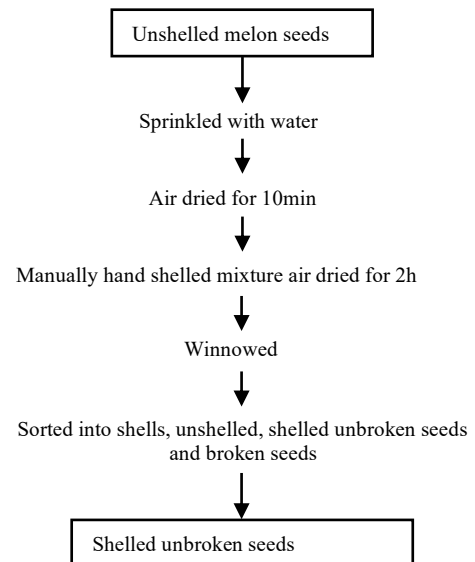 Unshelled melon seeds
Sprinkled with water
Air dried for 10min
Manually hand shelled mixture air dried for 2h
Winnowed
Sorted into shells, unshelled, shelled unbroken seeds
and broken seeds
Shelled unbroken seeds